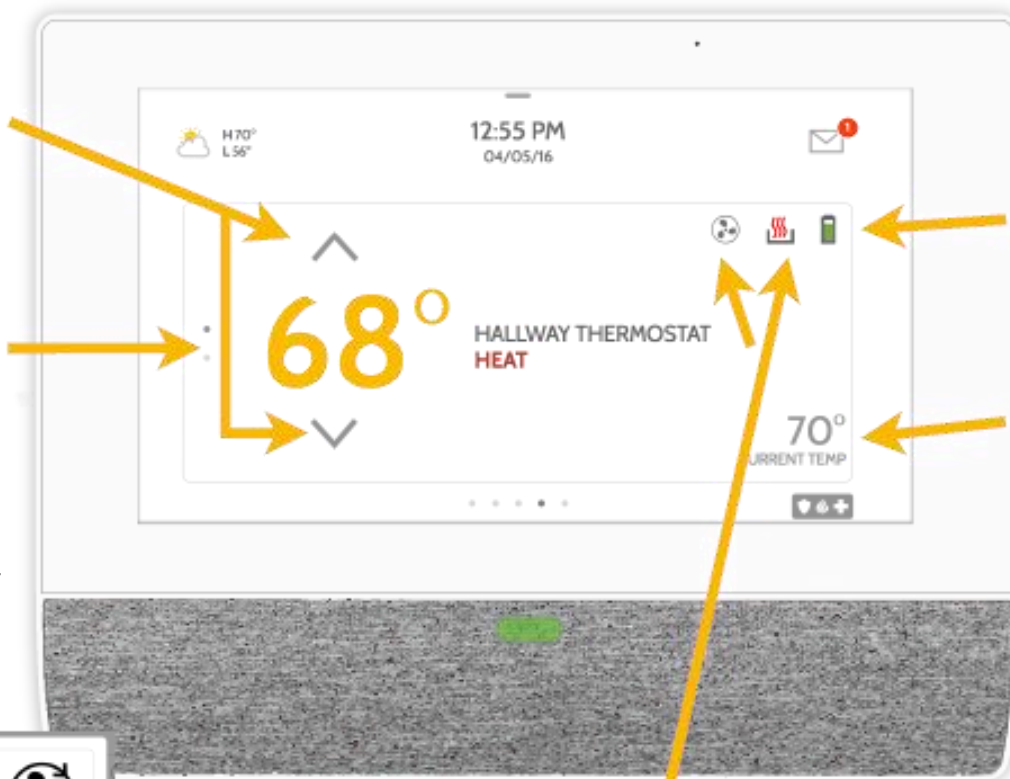 H 70°
L 56°
12:55 PM
04/05/16
1
68°
HALLWAY THERMOSTAT
HEAT
70°
URRENT TEMP